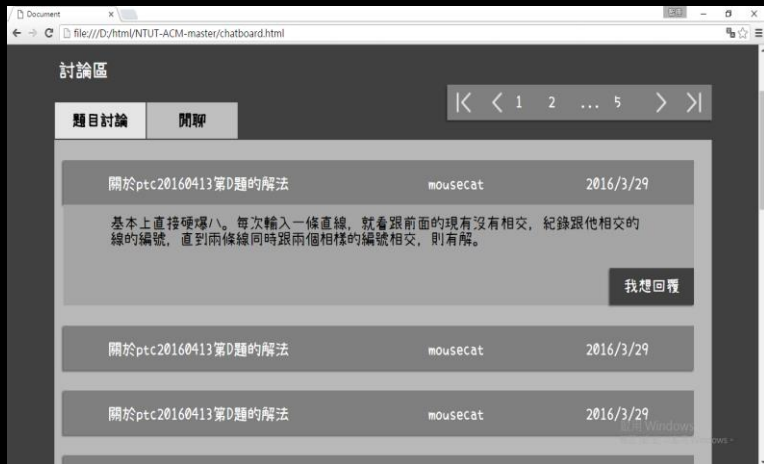 Document
file:///D:/html/NTUT-ACM-master/chatboard.html
討論區
1 2 ... 5
題目討論 閒聊
關於ptc20160413第D題的解法 mousecat 2016/3/29
基本上直接硬爆八。每次輸入一條直線，就看跟前面的現有沒有相交，紀錄跟他相交的
線的編號，直到兩條線同時跟兩個相樣的編號相交，則有解。
我想回覆
關於ptc20160413第D題的解法 mousecat 2016/3/29
關於ptc20160413第D題的解法 mousecat 2016/3/29
啟用 Windows